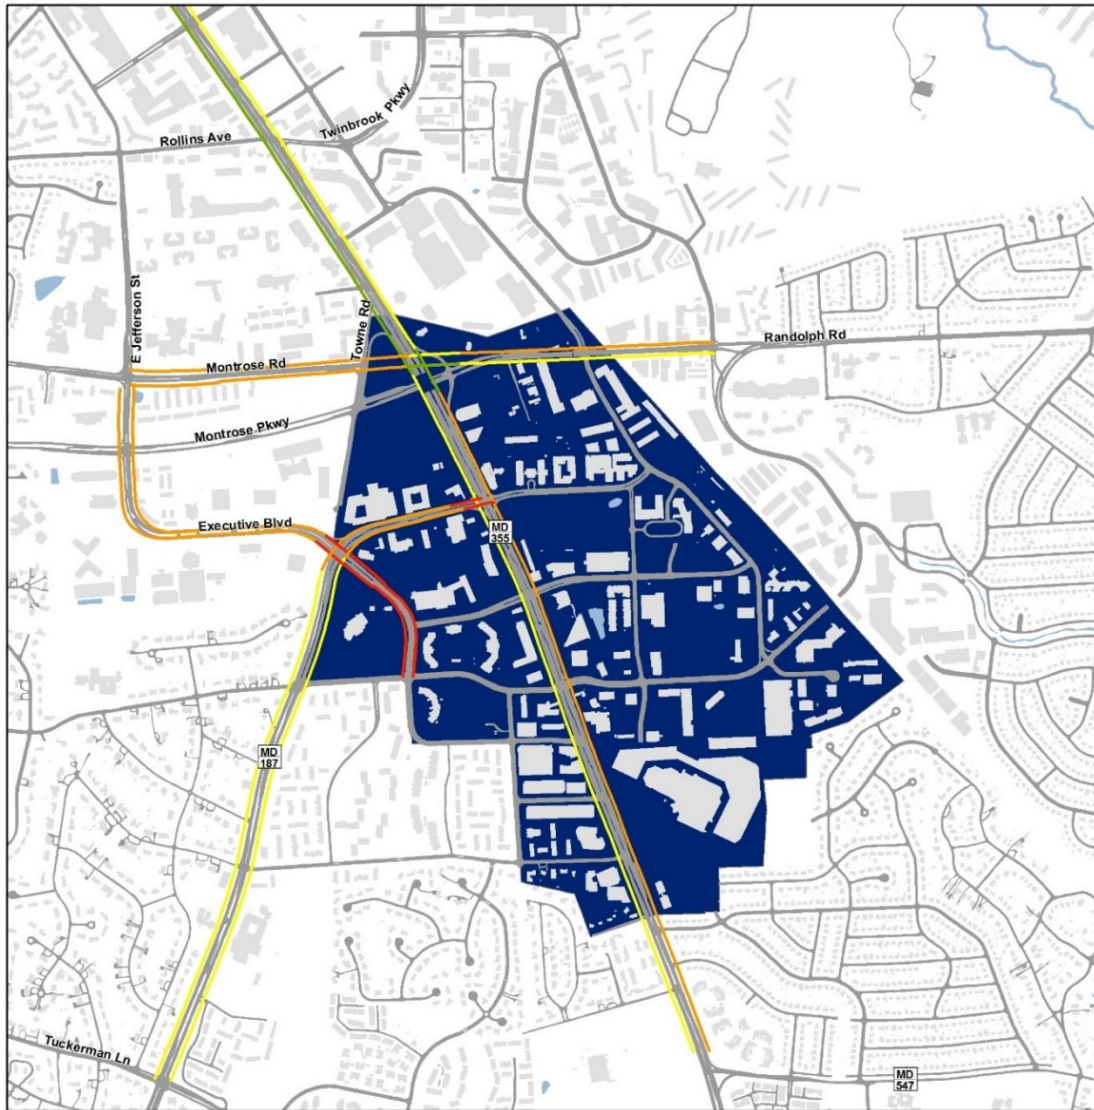 Twinbrook Pkwy
Rollins Ave
E Jefferson St
Towne Rd
Randolph Rd
Montrose Rd
Montrose Pkwy
Executive Blvd
MD
355
MD
187
Tuckerman Ln
MD
547